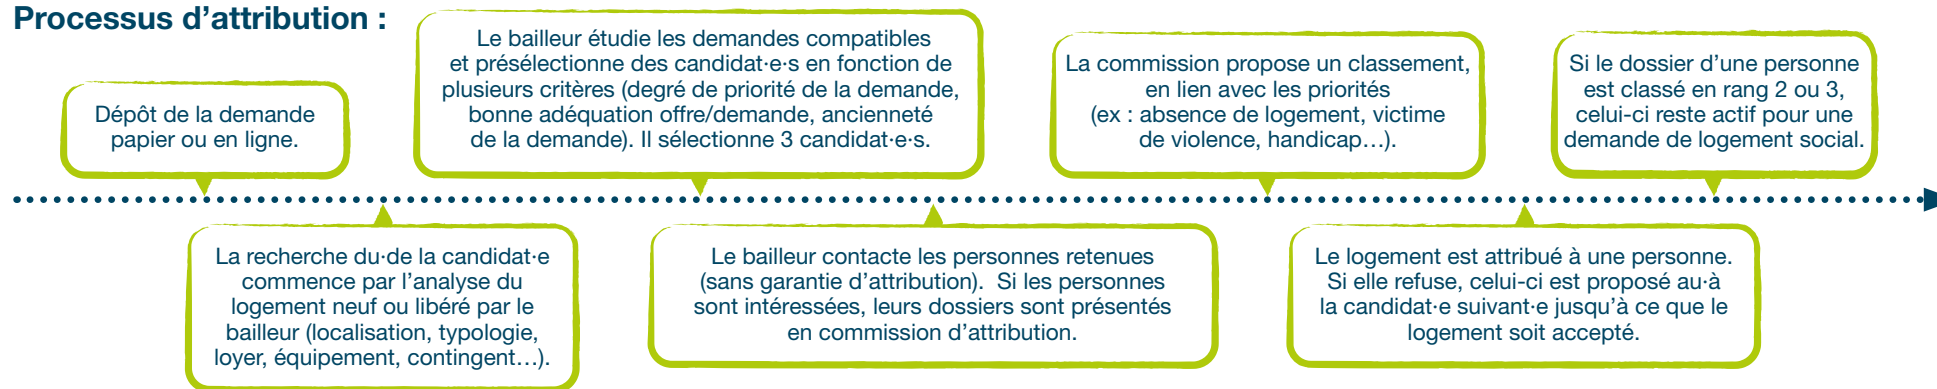 Processus d'attribution :
Dépôt de la demande
papier ou en ligne.
La recherche du·de la candidat·e
commence par l'analyse du
logement neuf ou libéré par le
bailleur (localisation, typologie,
loyer, équipement, contingent…).
Le bailleur étudie les demandes compatibles
et présélectionne des candidat·e·s en fonction de
plusieurs critères (degré de priorité de la demande,
bonne adéquation offre/demande, ancienneté
de la demande). Il sélectionne 3 candidat·e·s.
Le bailleur contacte les personnes retenues
(sans garantie d'attribution).  Si les personnes
sont intéressées, leurs dossiers sont présentés
en commission d'attribution.
La commission propose un classement,
en lien avec les priorités
(ex : absence de logement, victime
de violence, handicap…).
Le logement est attribué à une personne.
Si elle refuse, celui-ci est proposé au·à
la candidat·e suivant·e jusqu'à ce que le
logement soit accepté.
Si le dossier d'une personne
est classé en rang 2 ou 3,
celui-ci reste actif pour une
demande de logement social.